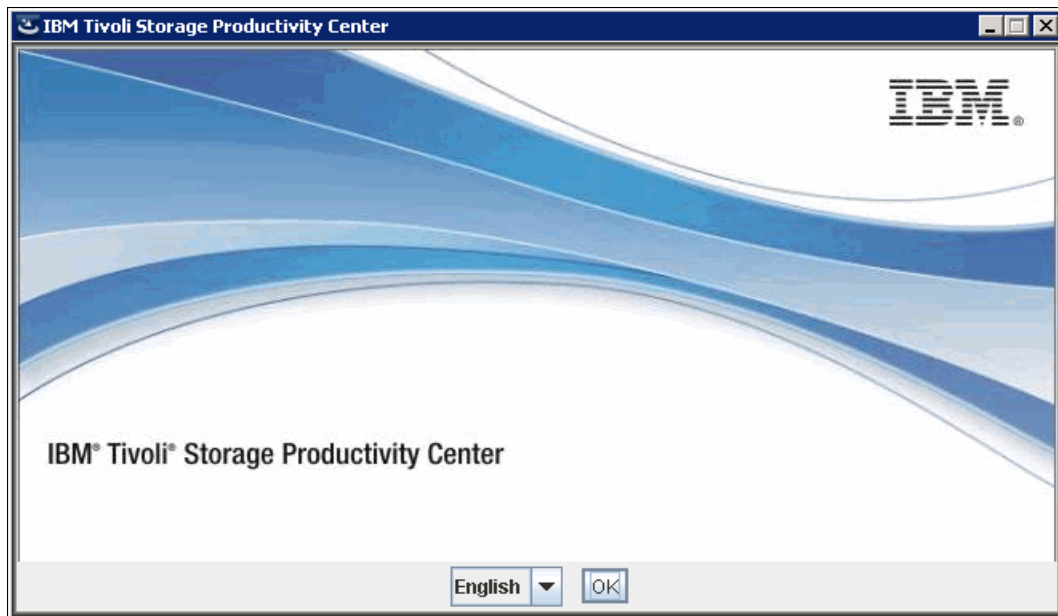 IBM Tivoli Storage Productivity Center
IBM®
IBM® Tivoli® Storage Productivity Center
English
OK